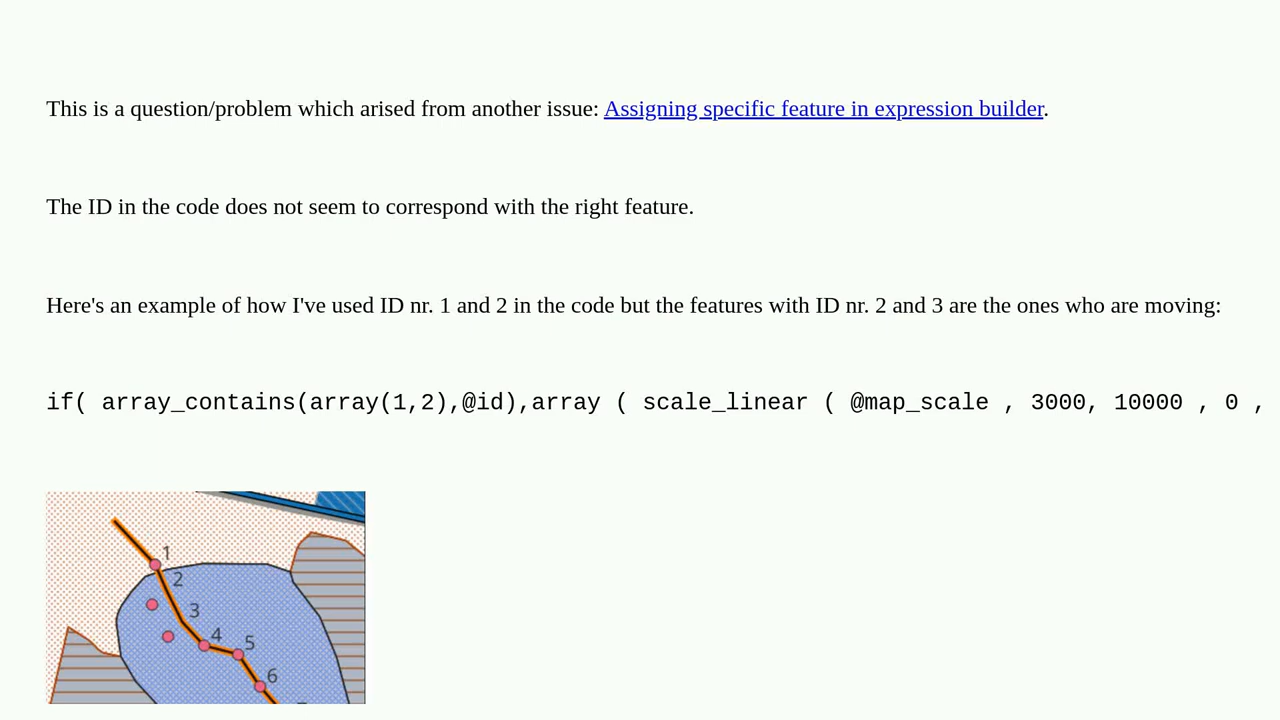 This is a question/problem which arised from another issue: Assigning specific feature in expression builder.
The ID in the code does not seem to correspond with the right feature.
Here's an example of how I've used ID nr. 1 and 2 in the code but the features with ID nr. 2 and 3 are the ones who are moving:
if( array_contains(array(1,2),@id),array ( scale_linear ( @map_scale , 3000, 10000 , 0 ,
1
2
3
4
5
6